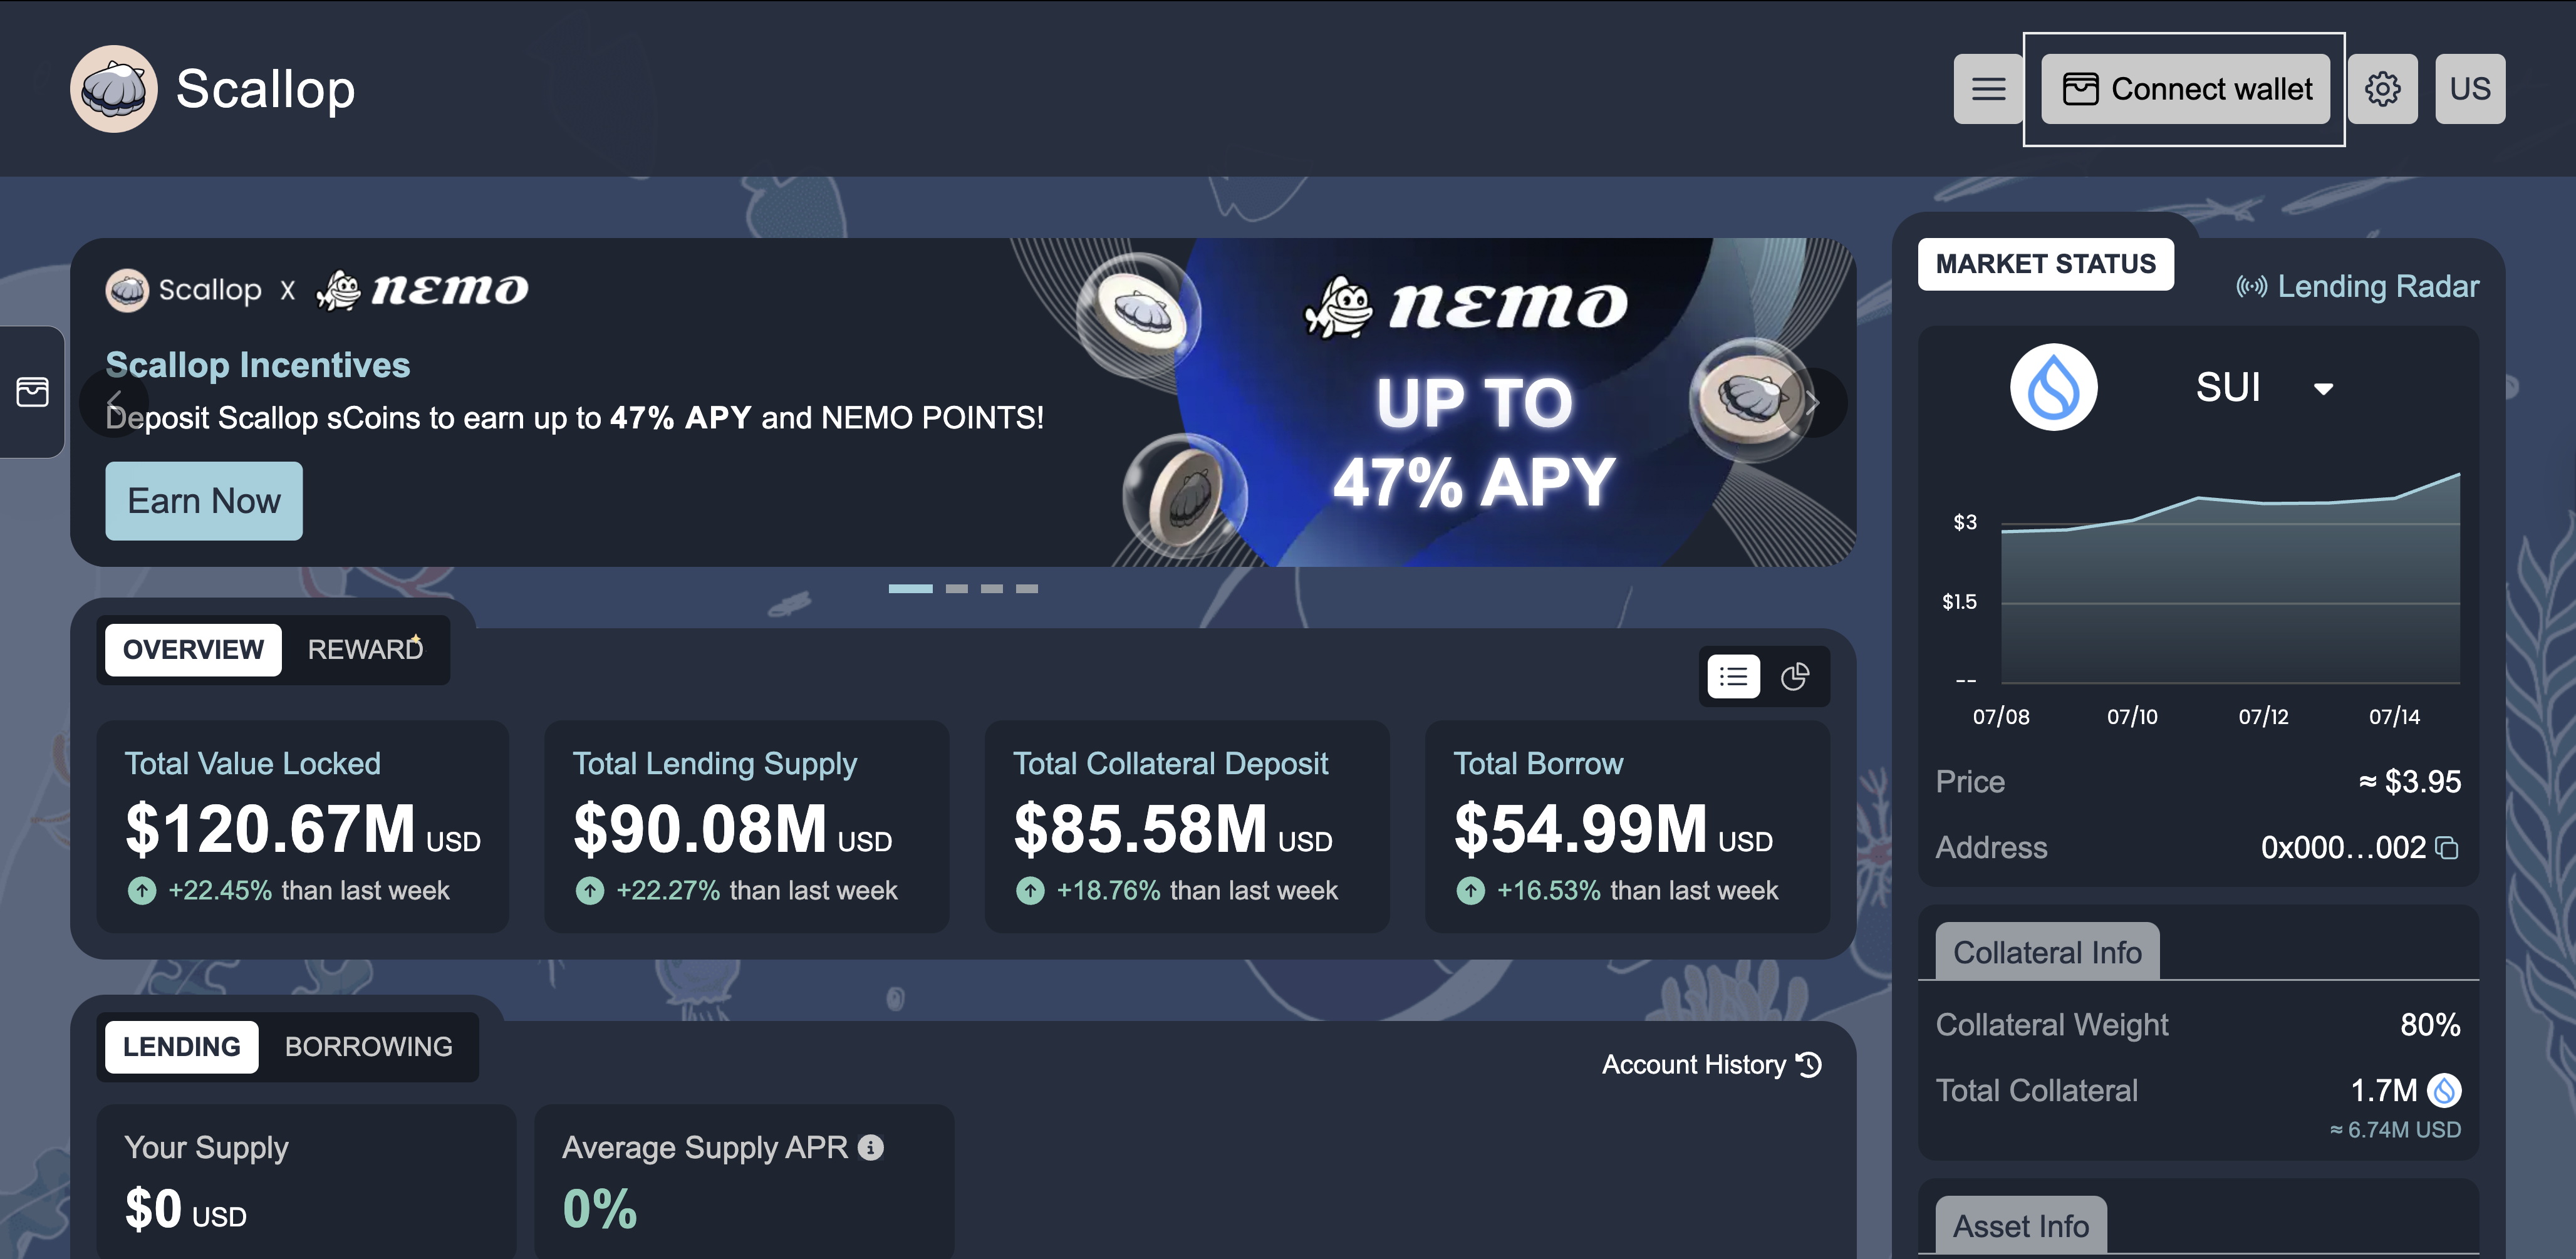 Scallop
Connect wallet
US
Scallop X nemo
Scallop Incentives
Deposit Scallop sCoins to earn up to 47% APY and NEMO POINTS!
Earn Now
nemo
UP TO
47% APY
MARKET STATUS
Lending Radar
SUI
$3
$1.5
--
07/08 07/10 07/12 07/14
Price ≈ $3.95
Address 0x000...002
OVERVIEW REWARD
Total Value Locked
$120.67M USD
+22.45% than last week
Total Lending Supply
$90.08M USD
+22.27% than last week
Total Collateral Deposit
$85.58M USD
+18.76% than last week
Total Borrow
$54.99M USD
+16.53% than last week
Collateral Info
Collateral Weight 80%
Total Collateral 1.7M
≈ 6.74M USD
Asset Info
LENDING BORROWING
Account History
Your Supply
$0 USD
Average Supply APR
0%